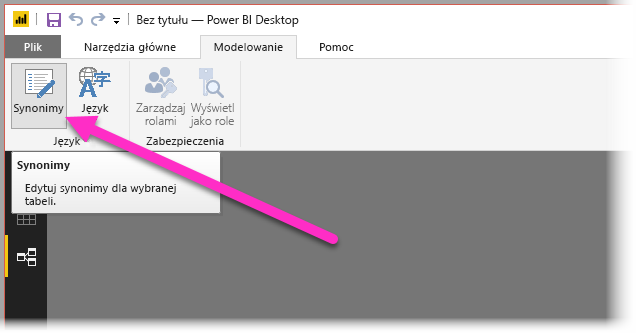 Bez tytułu — Power BI Desktop
Plik Narzędzia główne Modelowanie Pomoc
Synonimy Język Zarządzaj rolami Wyświetl jako role
Język Zabezpieczenia
Synonimy
Edytuj synonimy dla wybranej
tabeli.